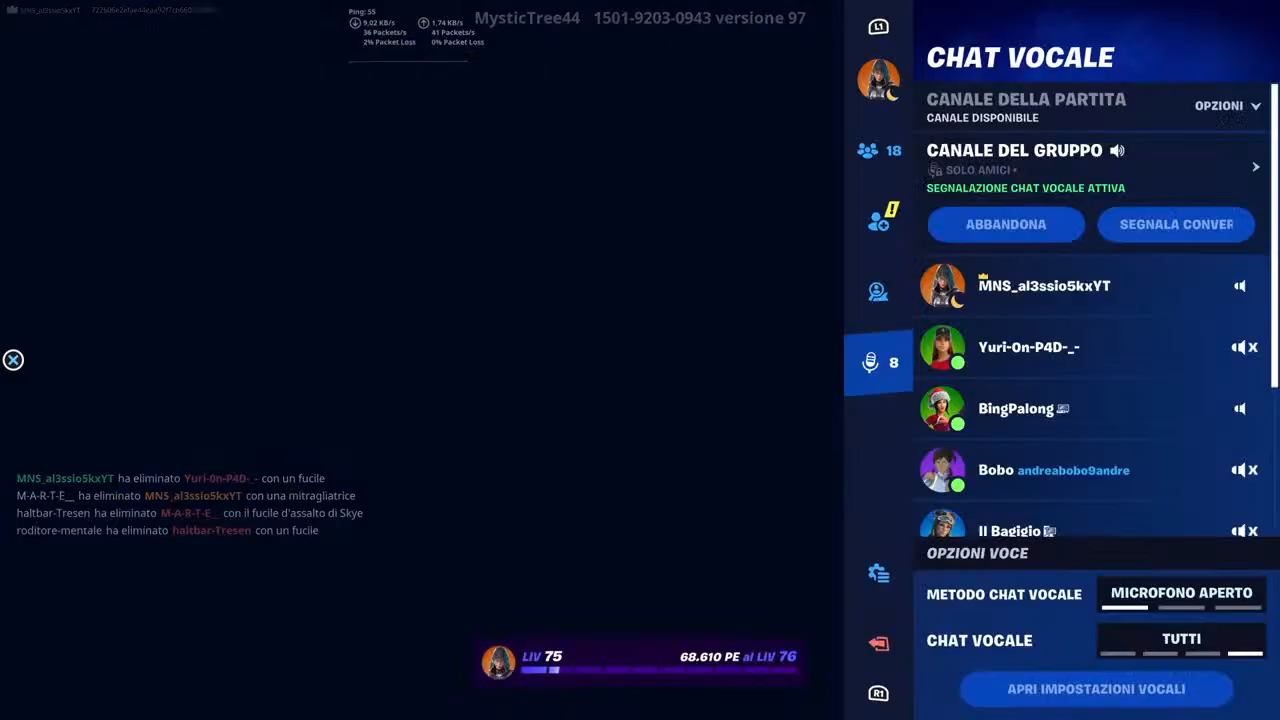 MNS_al3ssio5kxYT
Ping: 55
9,02 KB/s
1,74 KB/s
36 Packets/s
41 Packets/s
2% Packet Loss
0% Packet Loss
MysticTree44 1501-9203-0943 versione 97
L1
18
8
R1
CHAT VOCALE
CANALE DELLA PARTITA
CANALE DISPONIBILE
OPZIONI
CANALE DEL GRUPPO
SOLO AMICI
SEGNALAZIONE CHAT VOCALE ATTIVA
ABBANDONA
SEGNALA CONVER
MNS_al3ssio5kxYT
Yuri-0n-P4D-_-
BingPalong
Bobo andreabobo9andre
Il Bagigio
OPZIONI VOCE
METODO CHAT VOCALE
MICROFONO APERTO
CHAT VOCALE
TUTTI
APRI IMPOSTAZIONI VOCALI
MNS_al3ssio5kxYT ha eliminato Yuri-0n-P4D-_- con un fucile
M-A-R-T-E__ ha eliminato MNS_al3ssio5kxYT con una mitragliatrice
haltbar-Tresen ha eliminato M-A-R-T-E__ con il fucile d'assalto di Skye
roditore-mentale ha eliminato haltbar-Tresen con un fucile
LIV 75
68.610 PE al LIV 76